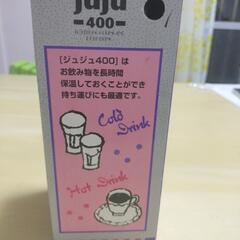 juju
400
[ジュジュ400]は
お飲み物を長時間
保温しておくことができ
持ち運びにも最適です。
Cold
Drink
Hot Drink